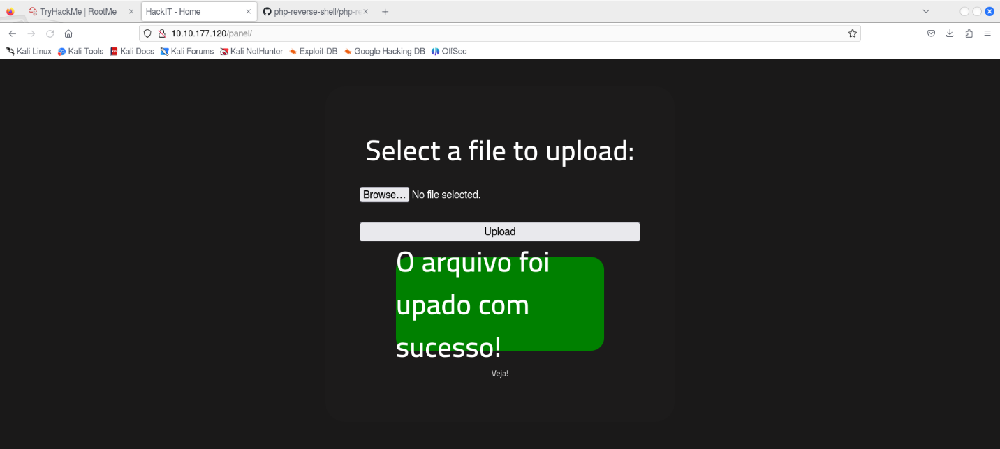 TryHackMe | RootMe
HackIT - Home
php-reverse-shell/php-re
10.10.177.120/panel/
Kali Linux Kali Tools Kali Docs Kali Forums Kali NetHunter Exploit-DB Google Hacking DB OffSec
Select a file to upload:
Browse... No file selected.
Upload
O arquivo foi
upado com
sucesso!
Veja!